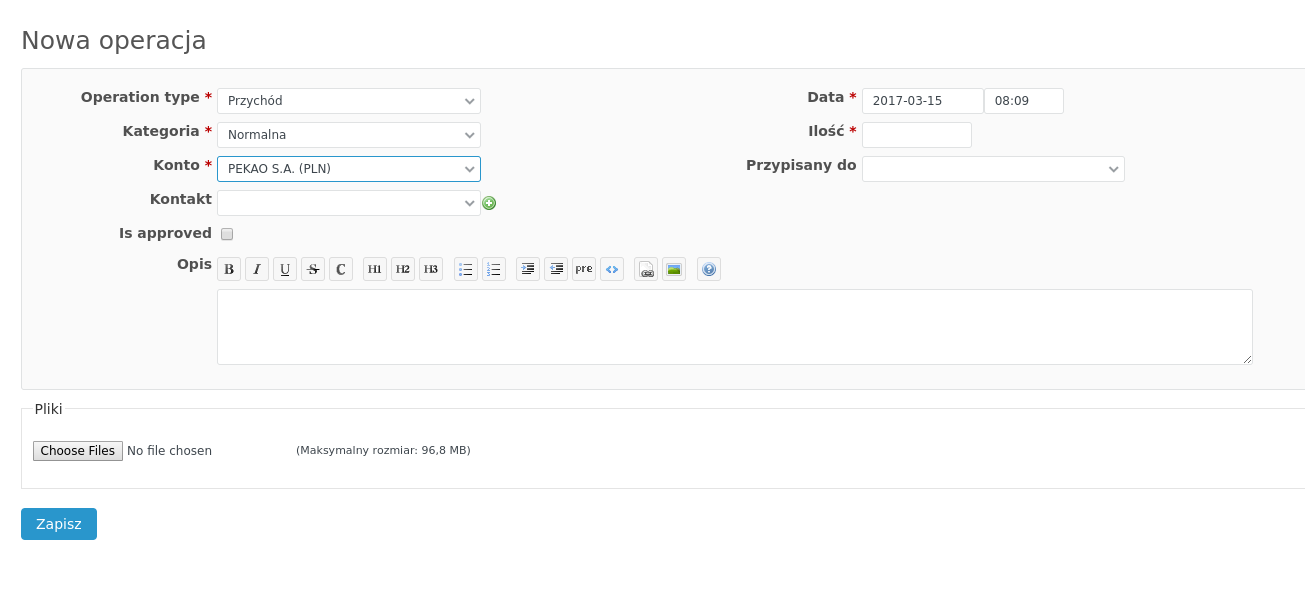 Nowa operacja
Operation type * Przychód Data * 2017-03-15 08:09
Kategoria * Normalna Ilość *
Konto * PEKAO S.A. (PLN) Przypisany do
Kontakt
Is approved
Opis B I U S C H1 H2 H3 pre <>
Pliki
Choose Files No file chosen (Maksymalny rozmiar: 96,8 MB)
Zapisz